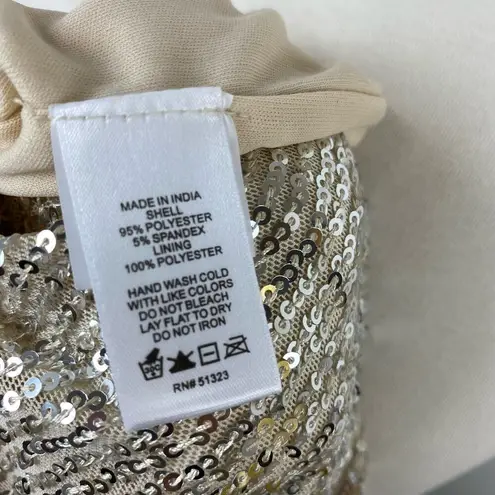 MADE IN INDIA
SHELL
95% POLYESTER
5% SPANDEX
LINING
100% POLYESTER
HAND WASH COLD
WITH LIKE COLORS
DO NOT BLEACH
LAY FLAT TO DRY
DO NOT IRON
RN# 51323